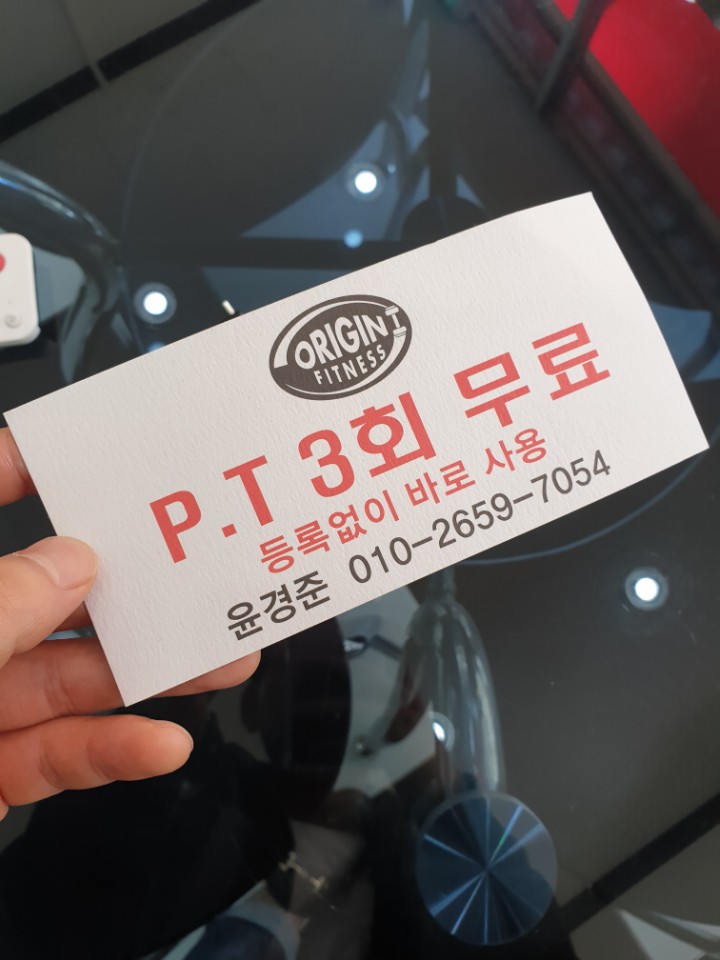 ORIGIN
FITNESS
P.T 3회 무료
등록없이 바로 사용
윤경준 010-2659-7054